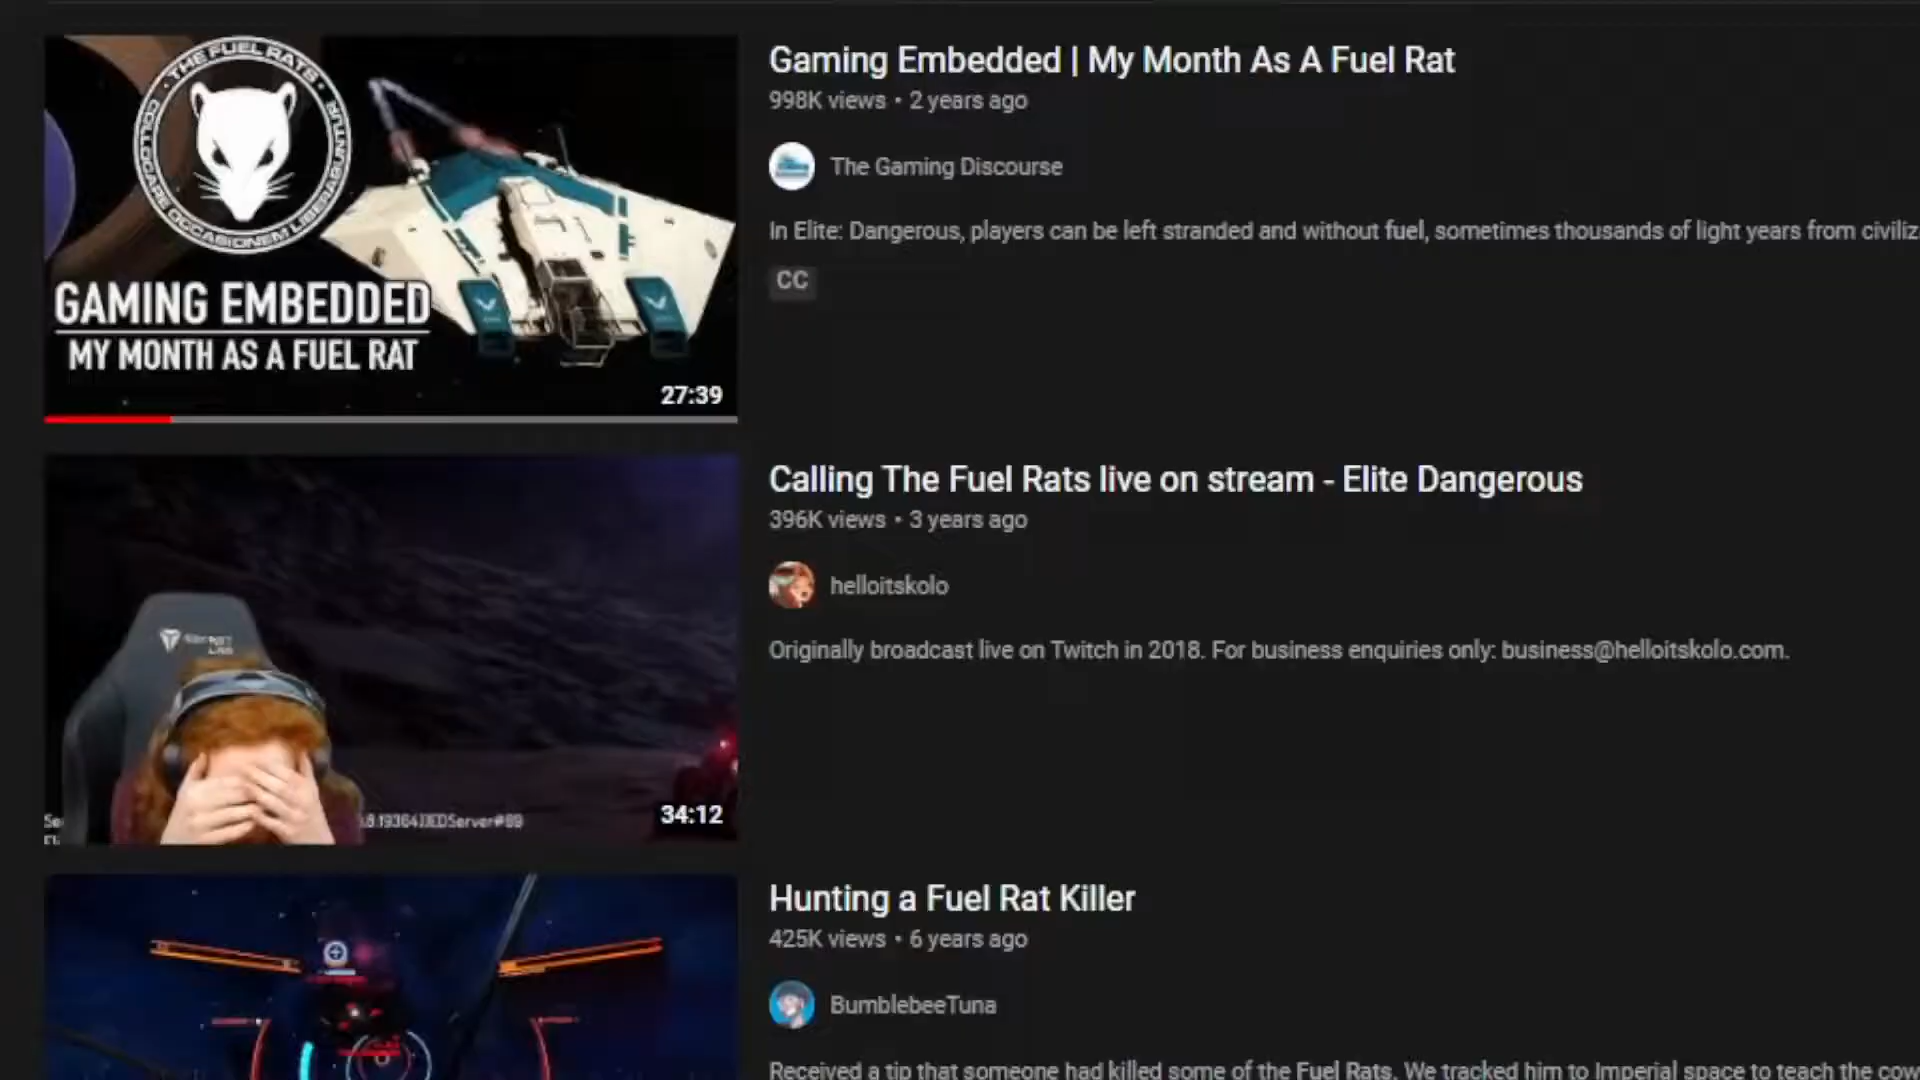 THE FUEL RATS
COLLOCARE OCCASIONEM LIBERABUNTUR
GAMING EMBEDDED
MY MONTH AS A FUEL RAT
27:39
Gaming Embedded | My Month As A Fuel Rat
998K views • 2 years ago
The Gaming Discourse
In Elite: Dangerous, players can be left stranded and without fuel, sometimes thousands of light years from civiliz
CC
34:12
Calling The Fuel Rats live on stream - Elite Dangerous
396K views • 3 years ago
helloitskolo
Originally broadcast live on Twitch in 2018. For business enquiries only: business@helloitskolo.com.
Hunting a Fuel Rat Killer
425K views • 6 years ago
BumblebeeTuna
Received a tip that someone had killed some of the Fuel Rats. We tracked him to Imperial space to teach the cow